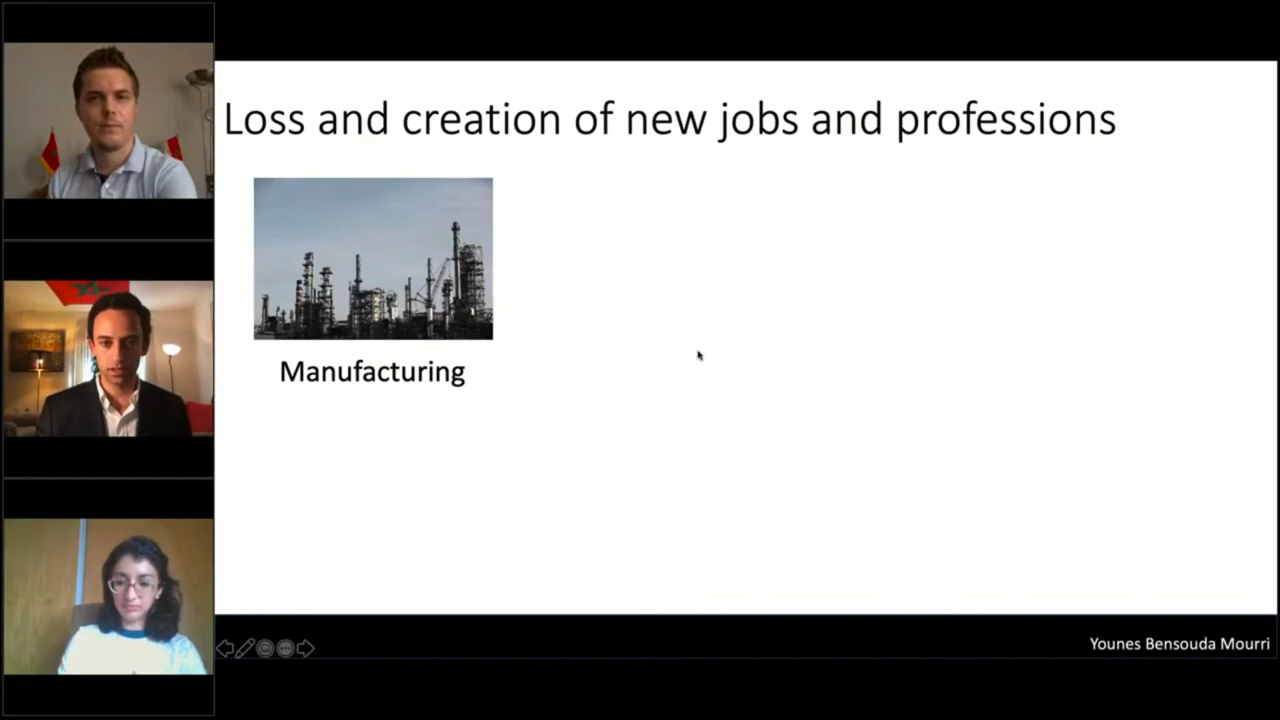 Loss and creation of new jobs and professions
Manufacturing
Younes Bensouda Mourri